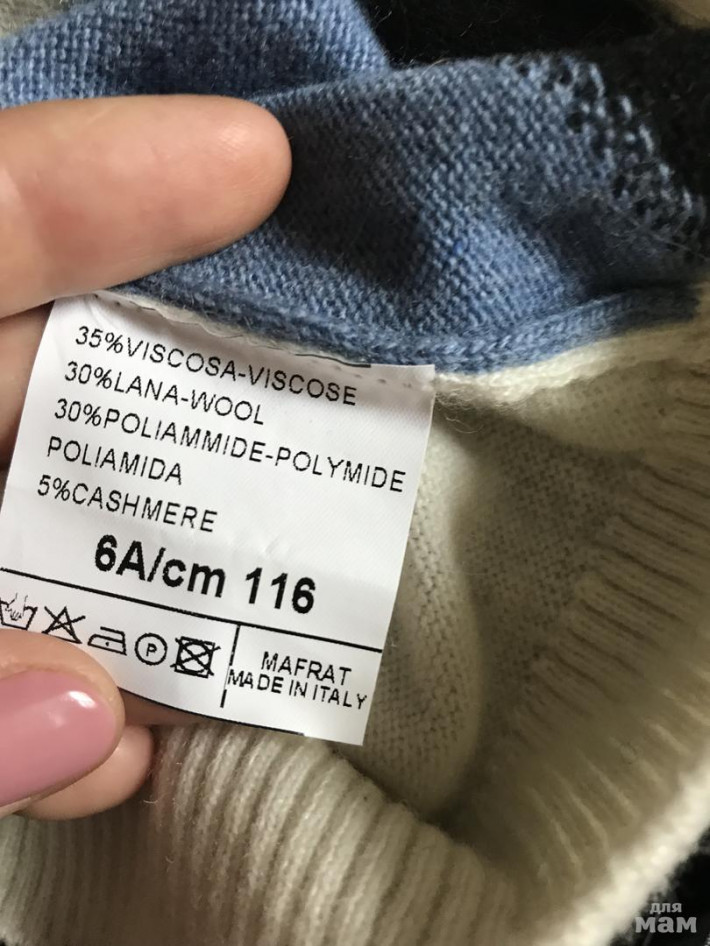 35%VISCOSA-VISCOSE
30%LANA-WOOL
30%POLIAMMIDE-POLYMIDE
POLIAMIDA
5%CASHMERE
6A/cm 116
P
MAFRAT
MADE IN ITALY
для
мам